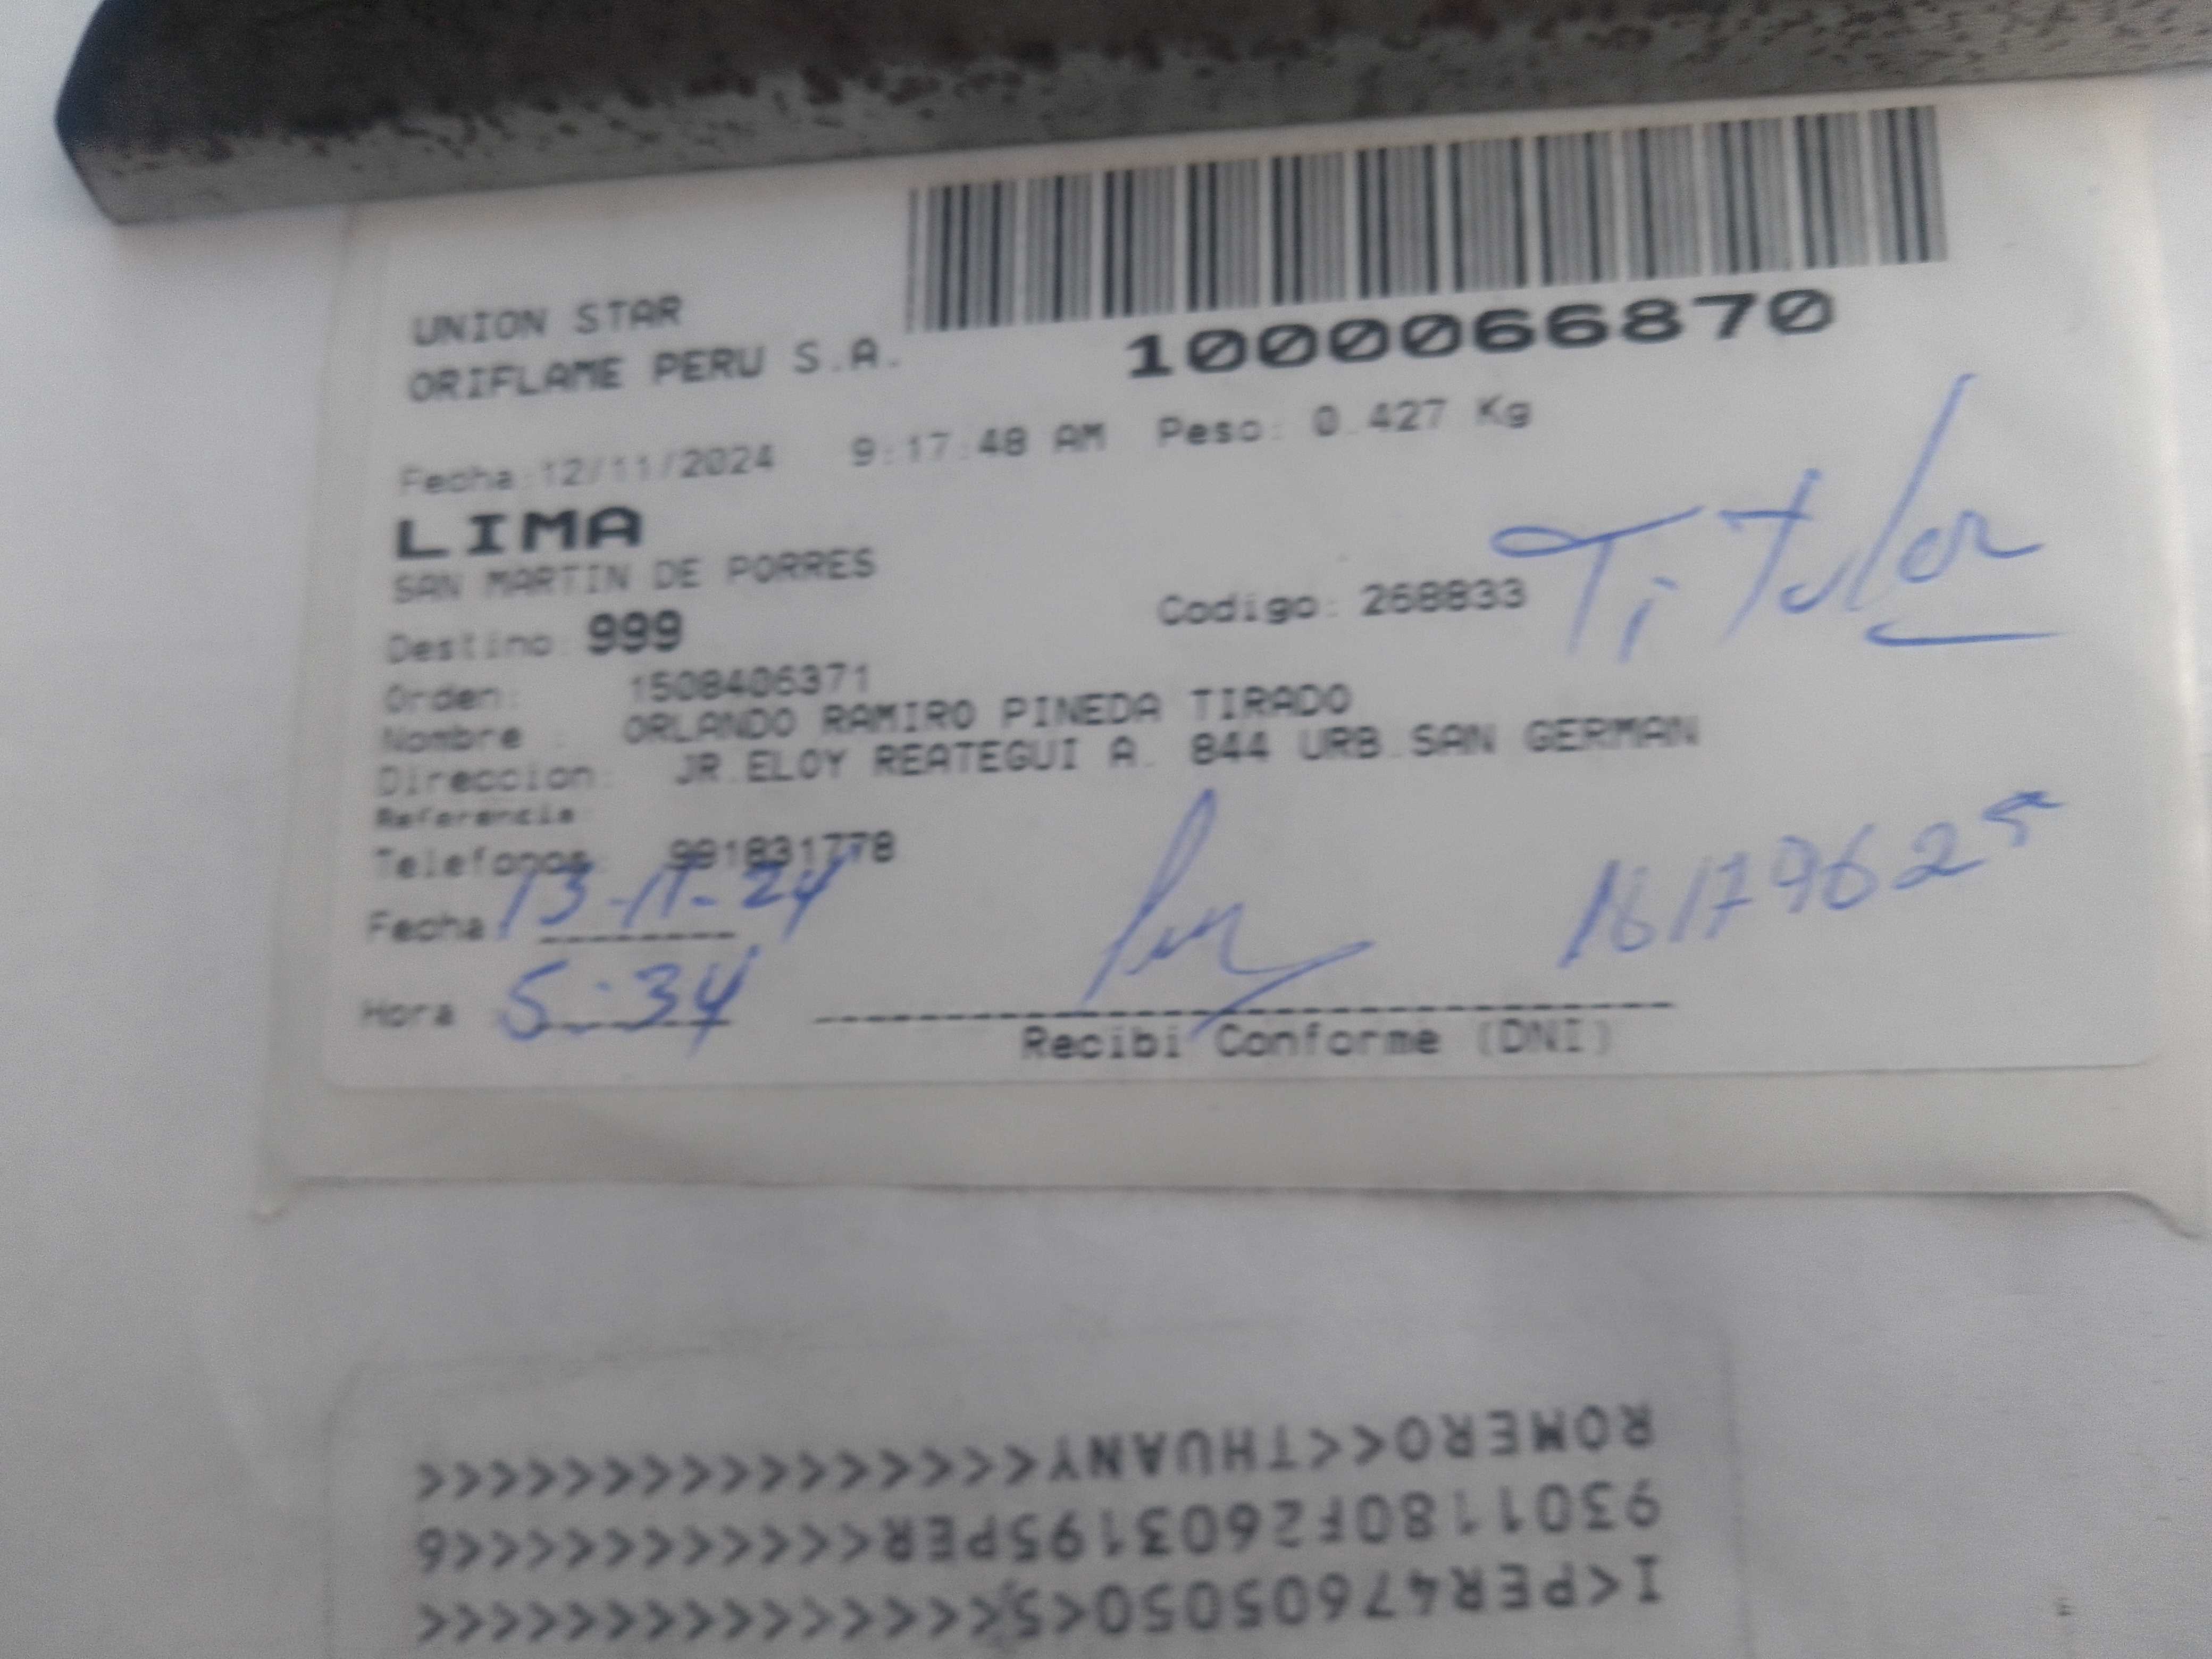 UNION STAR
ORIFLAME PERU S.A.
1000066870
Fecha:12/11/2024 9:17:48 AM Peso: 0.427 Kg
LIMA
SAN MARTIN DE PORRES
Destino: 999
Codigo: 268833
Titular
Orden: 1508406371
Nombre : ORLANDO RAMIRO PINEDA TIRADO
Direccion: JR.ELOY REATEGUI A. 844 URB.SAN GERMAN
Referencia:
Telefonos: 991831778
Fecha: 13-11-24
18179625
Hora 5:34
Recibi Conforme (DNI)
I<PER47605050<5<<<<<<<<<<<<<<<
9301180F2603195PER<<<<<<<<<<<6
ROMERO<<THUANY<<<<<<<<<<<<<<<<